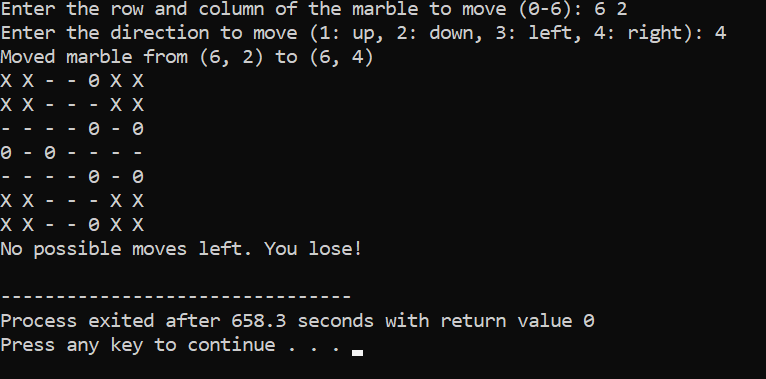 Enter the row and column of the marble to move (0-6): 6 2
Enter the direction to move (1: up, 2: down, 3: left, 4: right): 4
Moved marble from (6, 2) to (6, 4)
X X - - 0 X X
X X - - - X X
- - - - 0 - 0
0 - 0 - - - -
- - - - 0 - 0
X X - - - X X
X X - - 0 X X
No possible moves left. You lose!
--------------------------------
Process exited after 658.3 seconds with return value 0
Press any key to continue . . .